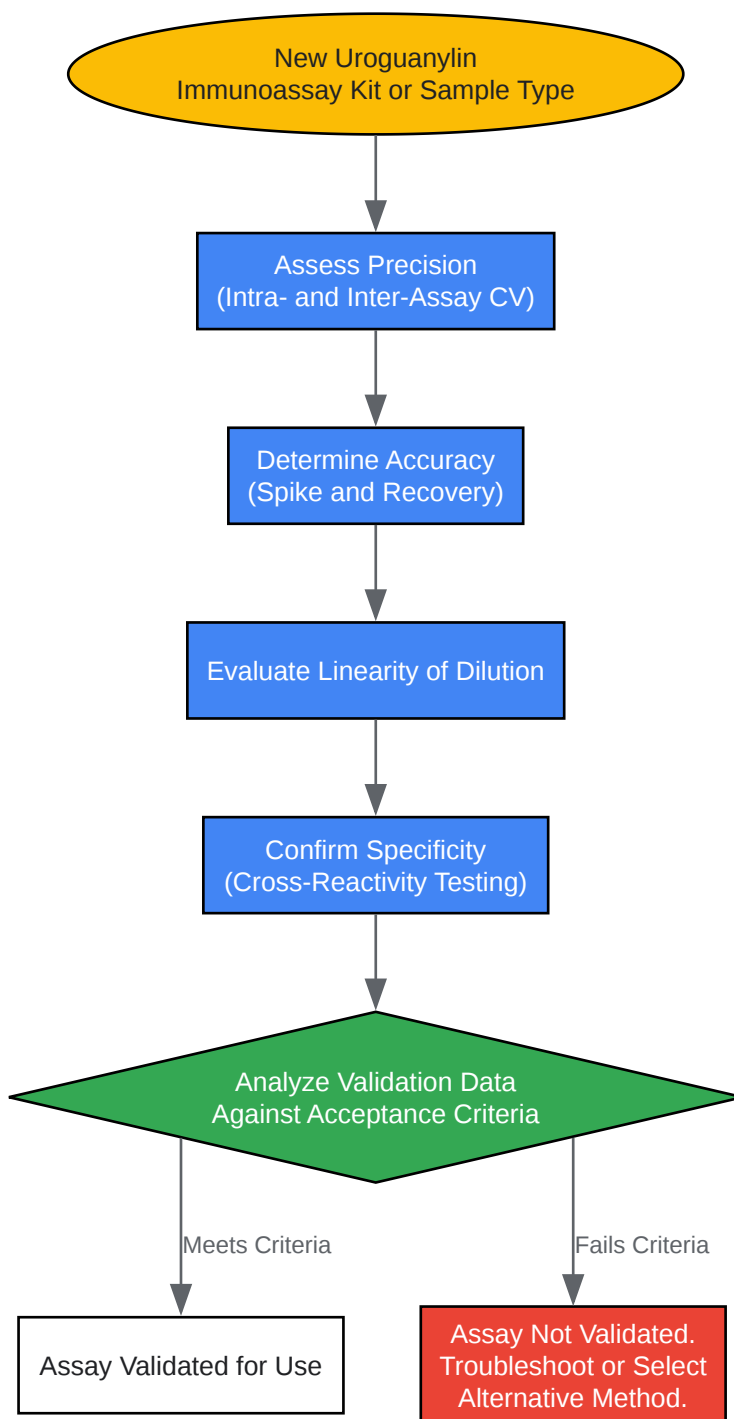 New Uroguanylin
Immunoassay Kit or Sample Type
Assess Precision
(Intra- and Inter-Assay CV)
Determine Accuracy
(Spike and Recovery)
Evaluate Linearity of Dilution
Confirm Specificity
(Cross-Reactivity Testing)
Analyze Validation Data
Against Acceptance Criteria
Meets Criteria
Fails Criteria
Assay Validated for Use
Assay Not Validated.
Troubleshoot or Select
Alternative Method.